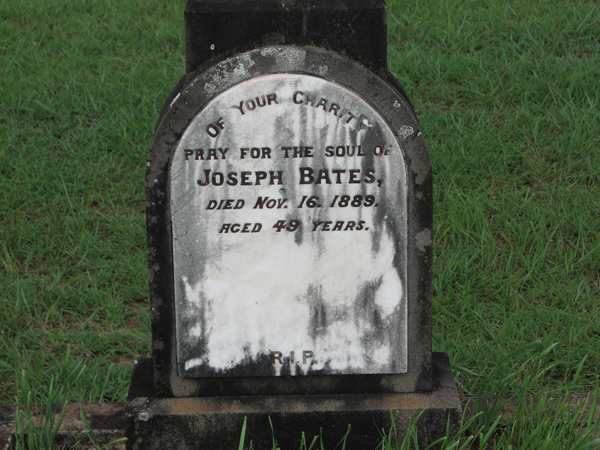 OF YOUR CHARITY
PRAY FOR THE SOUL OF
JOSEPH BATES,
DIED NOV. 16. 1889.
AGED 49 YEARS.
R.I.P.